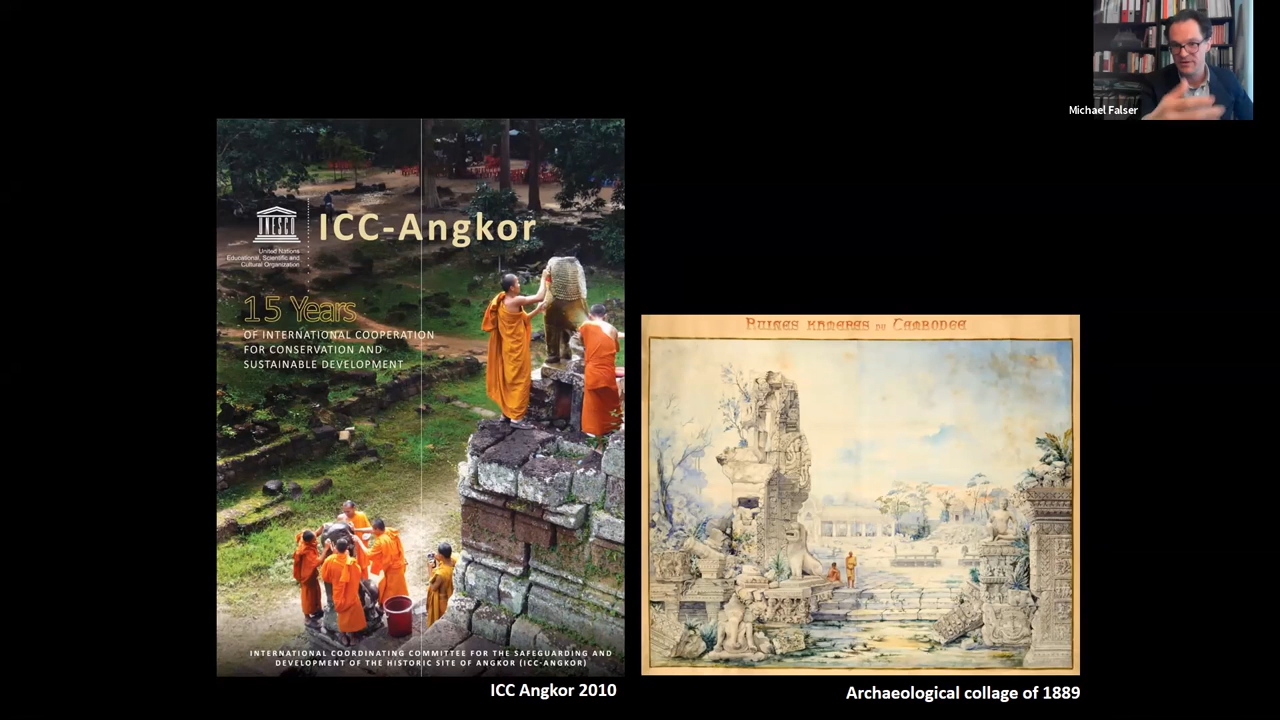 Michael Falser
UNESCO
United Nations
Educational, Scientific and
Cultural Organization
ICC-Angkor
15 Years
OF INTERNATIONAL COOPERATION
FOR CONSERVATION AND
SUSTAINABLE DEVELOPMENT
INTERNATIONAL COORDINATING COMMITTEE FOR THE SAFEGUARDING AND
DEVELOPMENT OF THE HISTORIC SITE OF ANGKOR (ICC-ANGKOR)
ICC Angkor 2010
RUINES KHMERES DU CAMBODGE
Archaeological collage of 1889